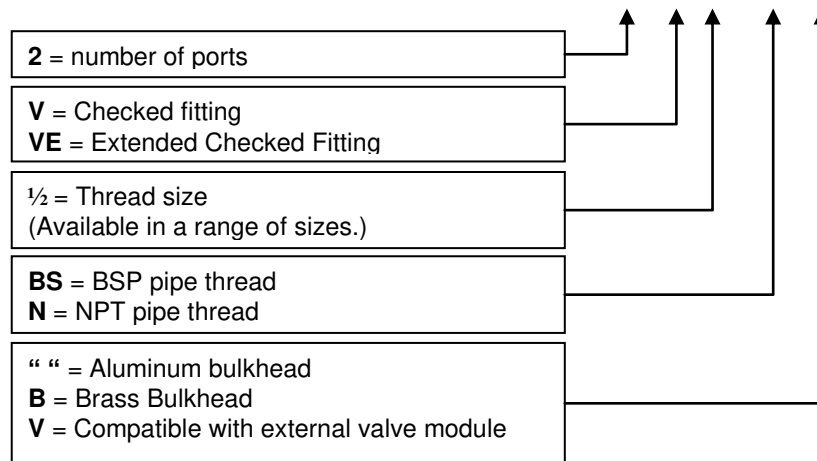 2 = number of ports
V = Checked fitting
VE = Extended Checked Fitting
½ = Thread size
(Available in a range of sizes.)
BS = BSP pipe thread
N = NPT pipe thread
“ “ = Aluminum bulkhead
B = Brass Bulkhead
V = Compatible with external valve module